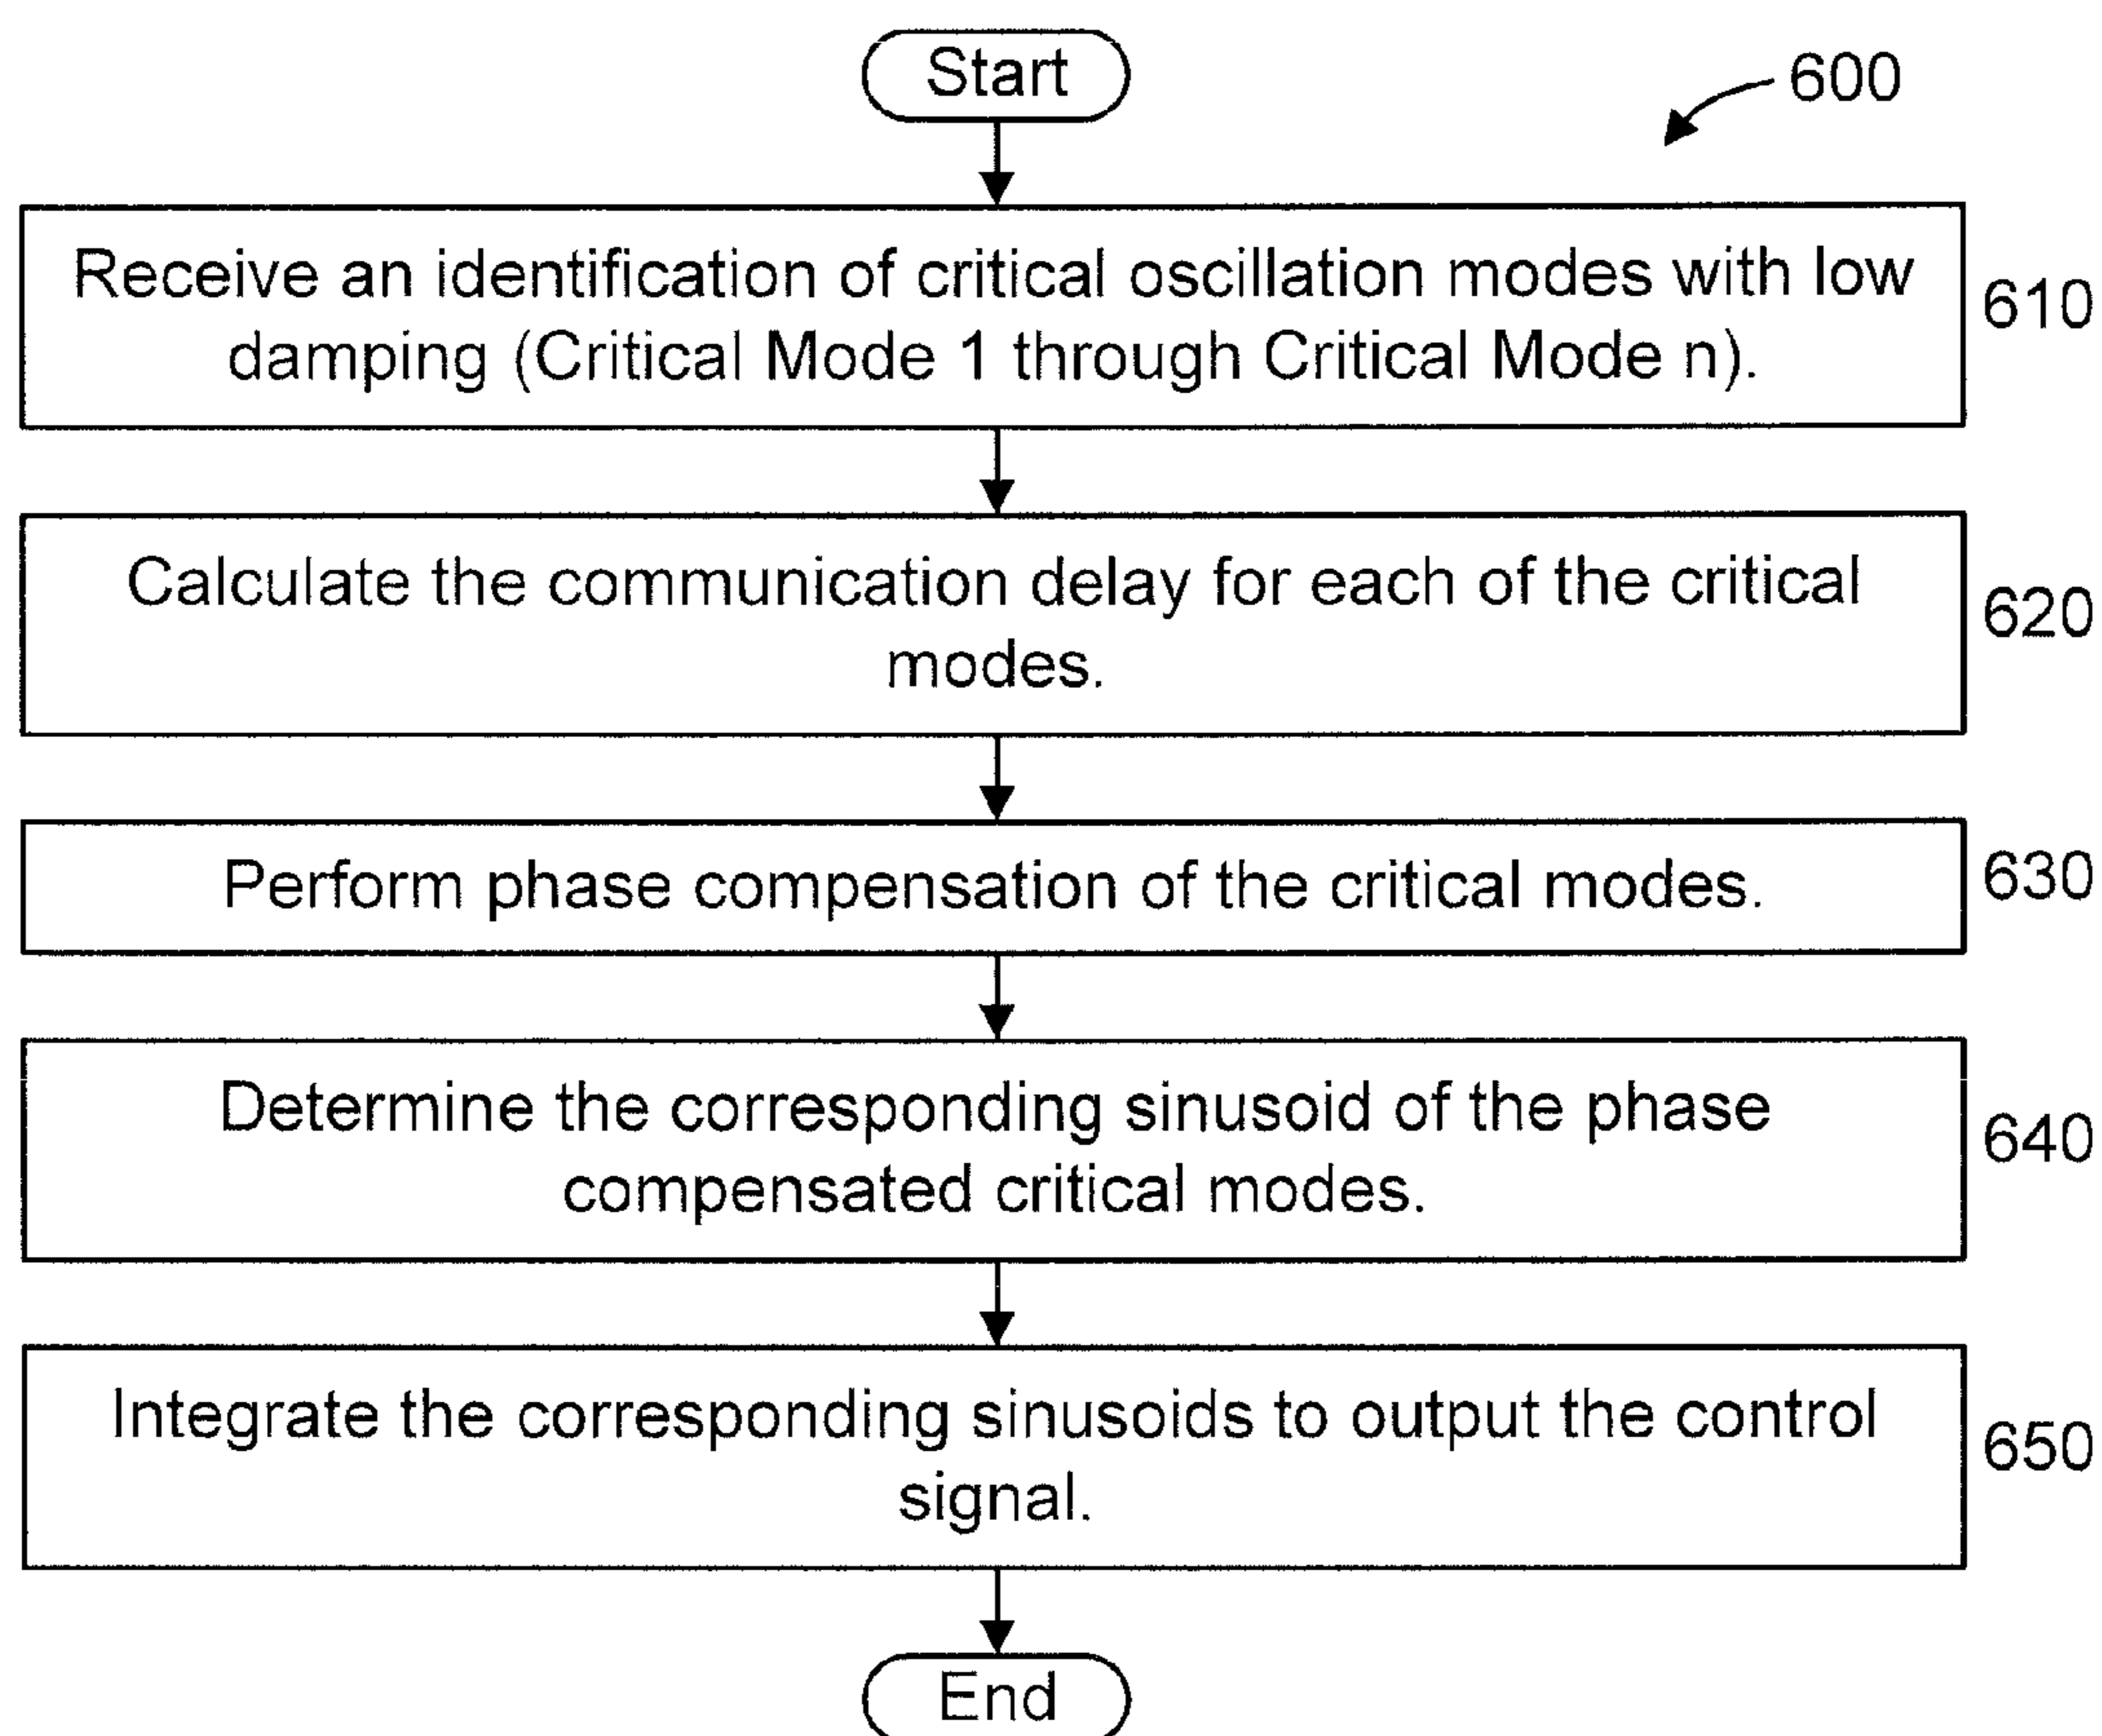 Start
600
Receive an identification of critical oscillation modes with low
damping (Critical Mode 1 through Critical Mode n).
610
Calculate the communication delay for each of the critical
modes.
620
Perform phase compensation of the critical modes.
630
Determine the corresponding sinusoid of the phase
compensated critical modes.
640
Integrate the corresponding sinusoids to output the control
signal.
650
End